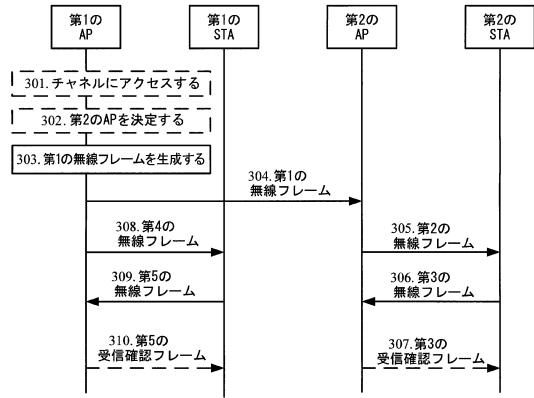 第1の
AP
第1の
STA
第2の
AP
第2の
STA
301.チャネルにアクセスする
302.第2のAPを決定する
303.第1の無線フレームを生成する
304.第1の
無線フレーム
308.第4の
無線フレーム
305.第2の
無線フレーム
309.第5の
無線フレーム
306.第3の
無線フレーム
310.第5の
受信確認フレーム
307.第3の
受信確認フレーム